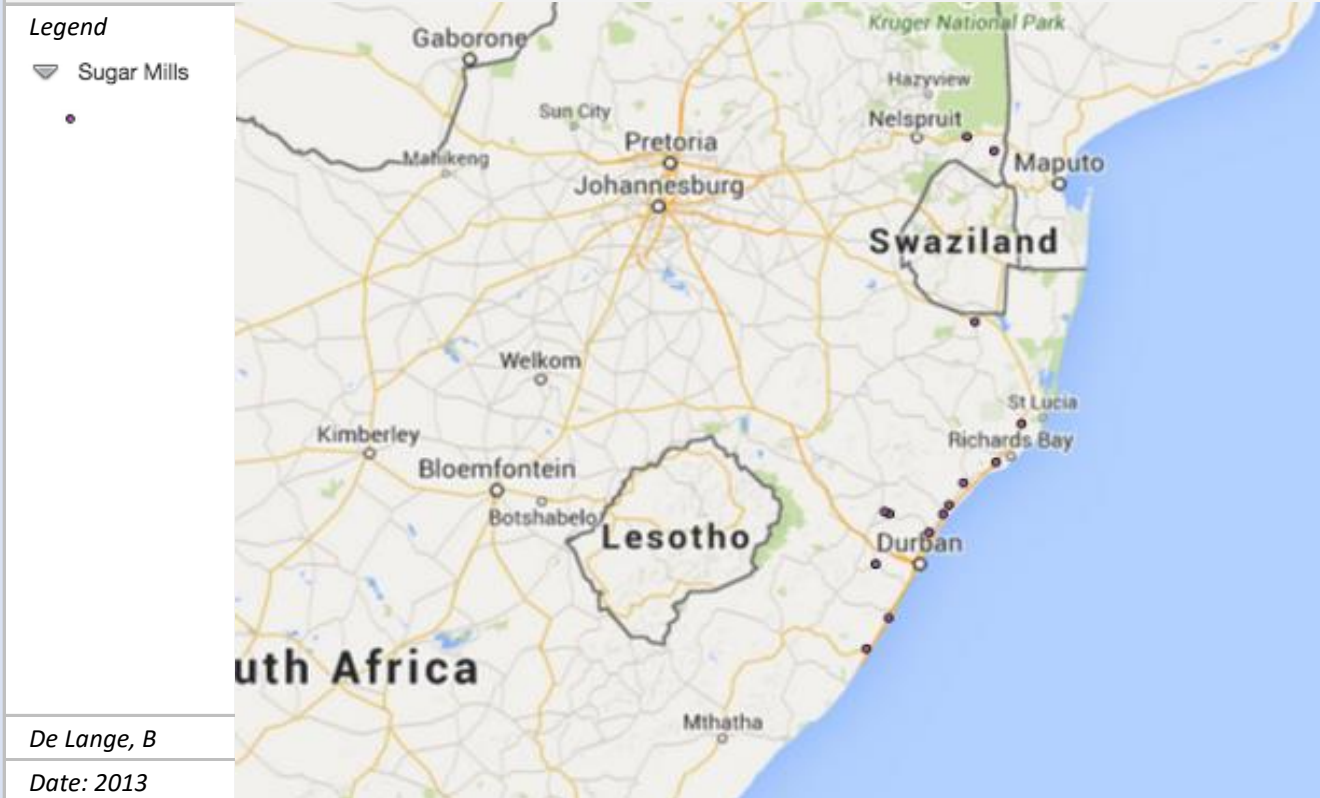 Legend
Sugar Mills
De Lange, B
Date: 2013
Kruger National Park
Gaborone
Hazyview
Sun City
Nelspruit
Pretoria
Mahikeng
Maputo
Johannesburg
Swaziland
Welkom
St Lucia
Kimberley
Richards Bay
Bloemfontein
Botshabelo
Lesotho
Durban
uth Africa
Mthatha